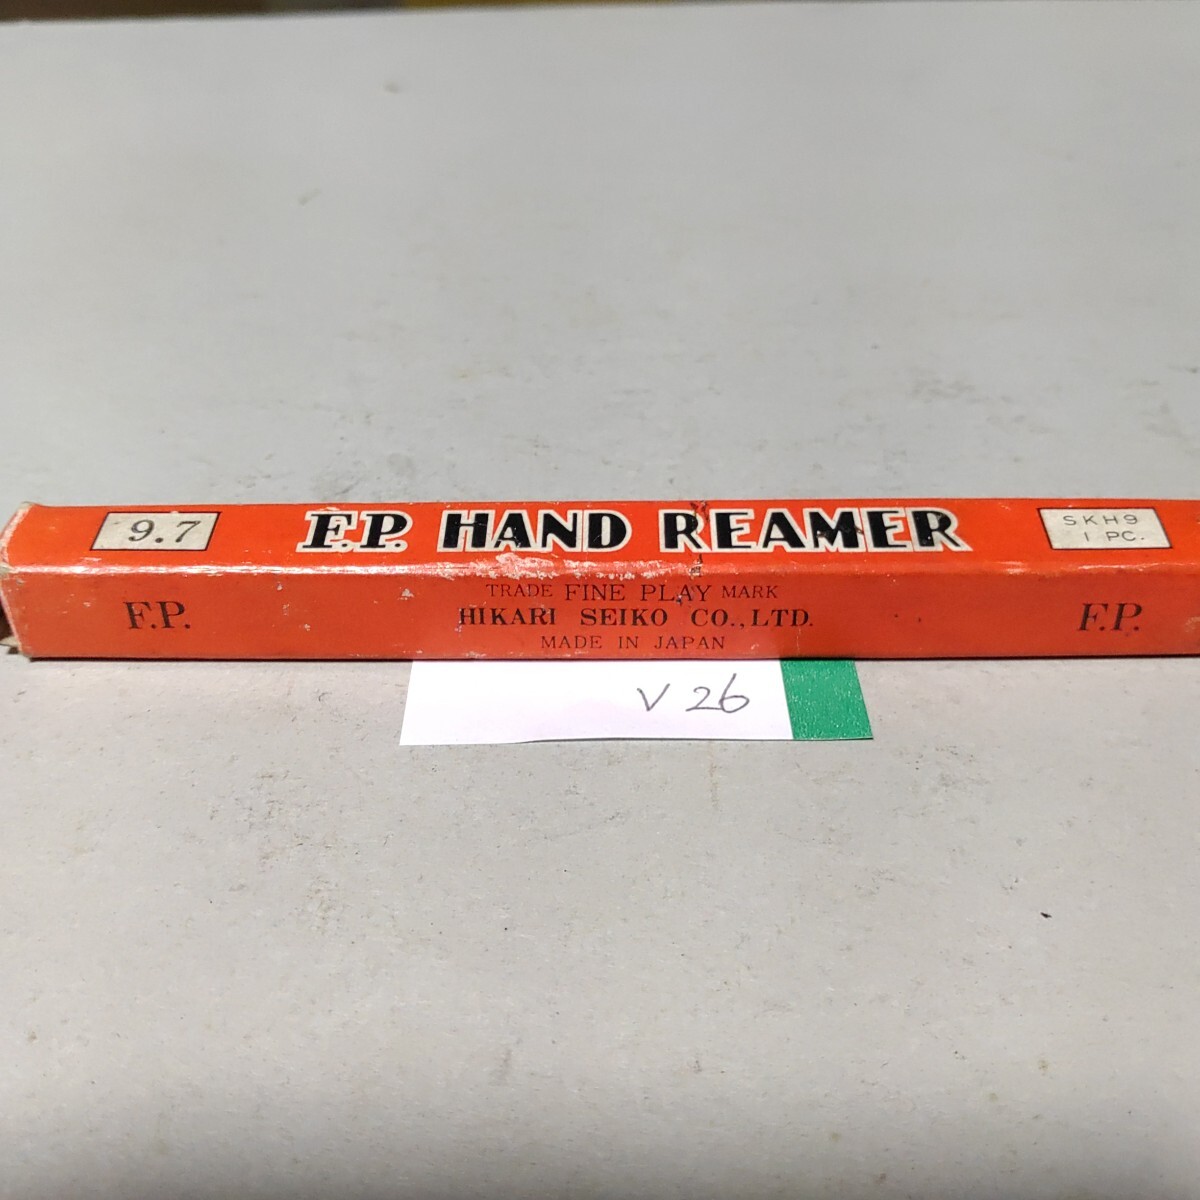 9.7 F.P. HAND REAMER SKH9
1 PC.
TRADE FINE PLAY MARK
F.P. HIKARI SEIKO CO., LTD. F.P.
MADE IN JAPAN
V 26